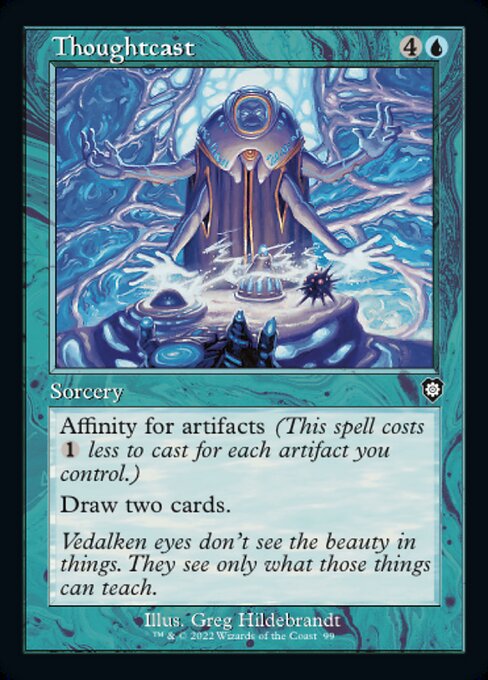 Thoughtcast 4
Sorcery
Affinity for artifacts (This spell costs
1 less to cast for each artifact you
control.)
Draw two cards.
Vedalken eyes don't see the beauty in
things. They see only what those things
can teach.
Illus. Greg Hildebrandt
™ & © 2022 Wizards of the Coast 99